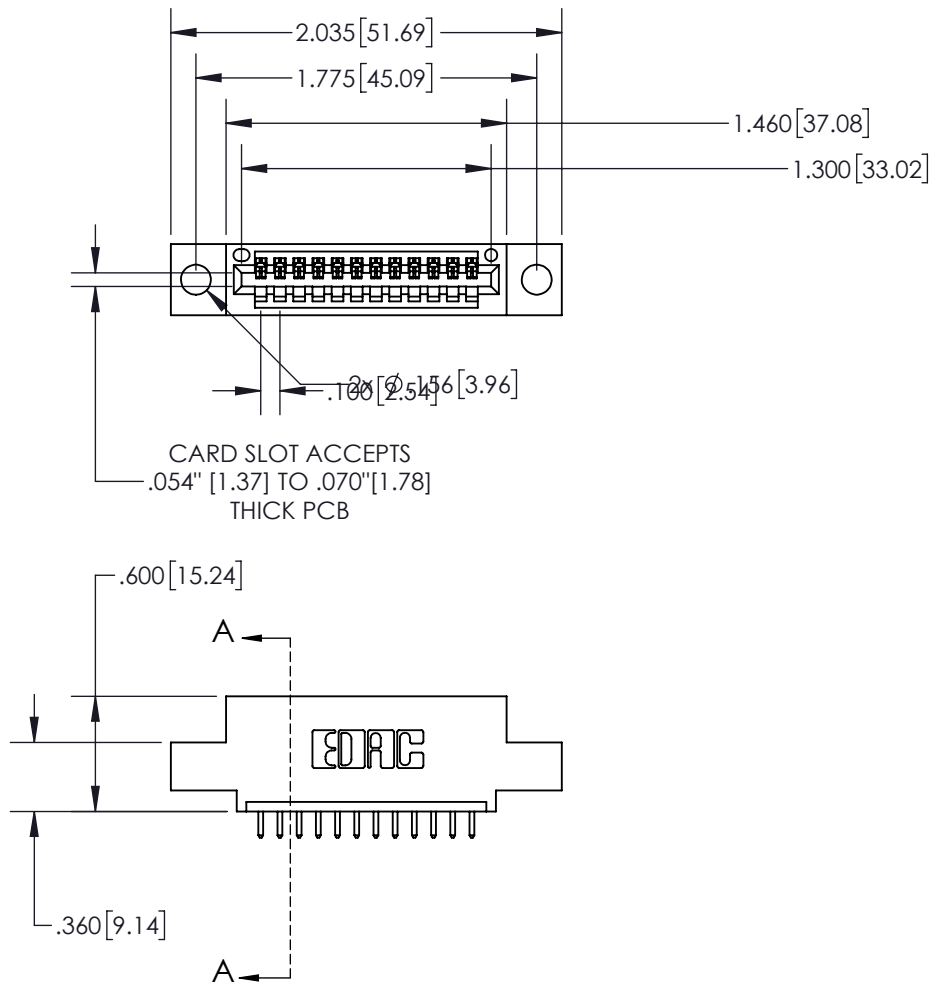 2.035[51.69]
1.775[45.09]
1.460[37.08]
1.300[33.02]
2x Ø .156[3.96]
.100[2.54]
CARD SLOT ACCEPTS
.054" [1.37] TO .070"[1.78]
THICK PCB
.600[15.24]
A
EDAC
.360[9.14]
A